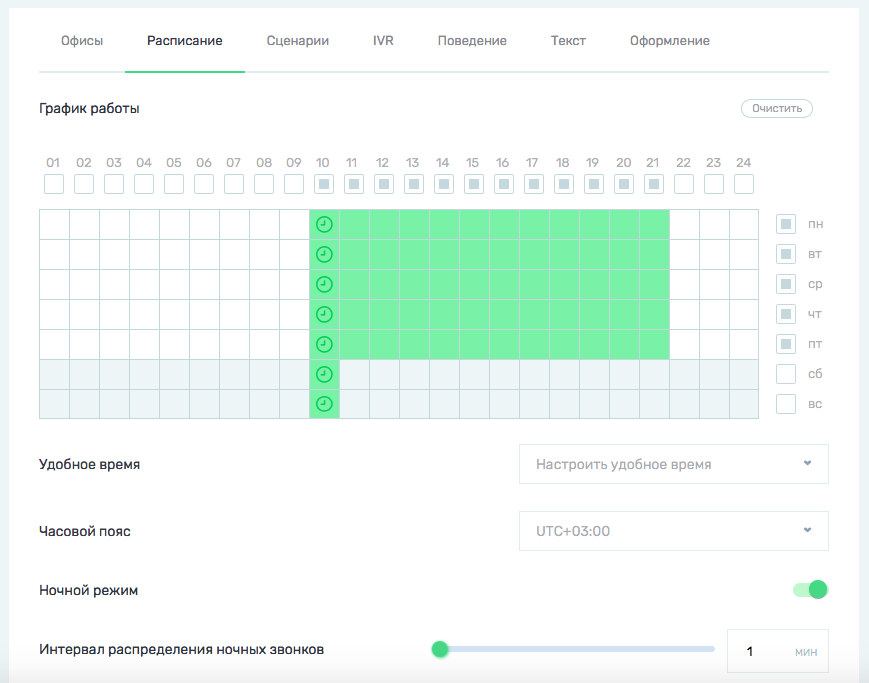 Офисы Расписание Сценарии IVR Поведение Текст Оформление
График работы Очистить
01 02 03 04 05 06 07 08 09 10 11 12 13 14 15 16 17 18 19 20 21 22 23 24
пн
вт
ср
чт
пт
сб
вс
Удобное время Настроить удобное время
Часовой пояс UTC+03:00
Ночной режим
Интервал распределения ночных звонков 1 мин